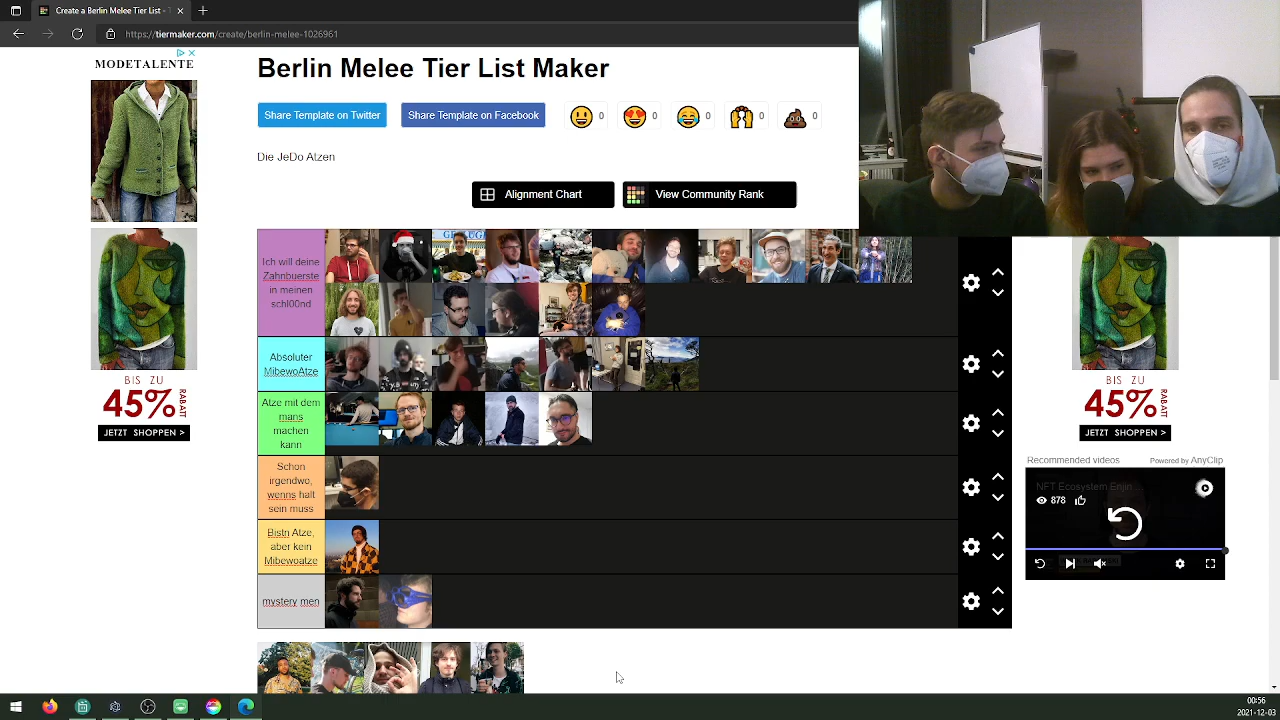 Create a Berlin Melee Tier List - T
https://tiermaker.com/create/berlin-melee-1026961
MODETALENTE
Berlin Melee Tier List Maker
Share Template on Twitter
Share Template on Facebook
0
0
0
0
0
Die JeDo Atzen
Alignment Chart
View Community Rank
Ich will deine
Zahnbuerste
in meinen
schl00nd
Absoluter
MibewoAtze
Atze mit dem
mans
machen
kann
Schon
irgendwo,
wenns halt
sein muss
Bistn Atze,
aber kein
Mibewoatze
mystery men
BIS ZU
45% RABATT
JETZT SHOPPEN >
BIS ZU
45% RABATT
JETZT SHOPPEN >
Recommended videos
Powered by AnyClip
NFT Ecosystem Enjin ...
878
00:56
2021-12-03